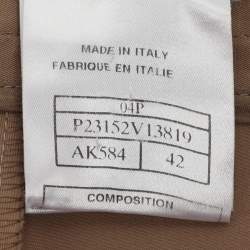 MADE IN ITALY
FABRIQUE EN ITALIE
04P
P23152V13819
AK584 42
COMPOSITION